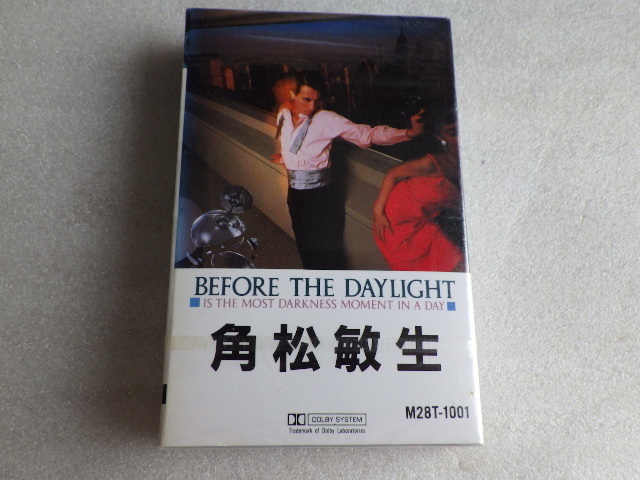 BEFORE THE DAYLIGHT
IS THE MOST DARKNESS MOMENT IN A DAY
角松敏生
DOLBY SYSTEM
Trademark of Dolby Laboratories
M28T-1001